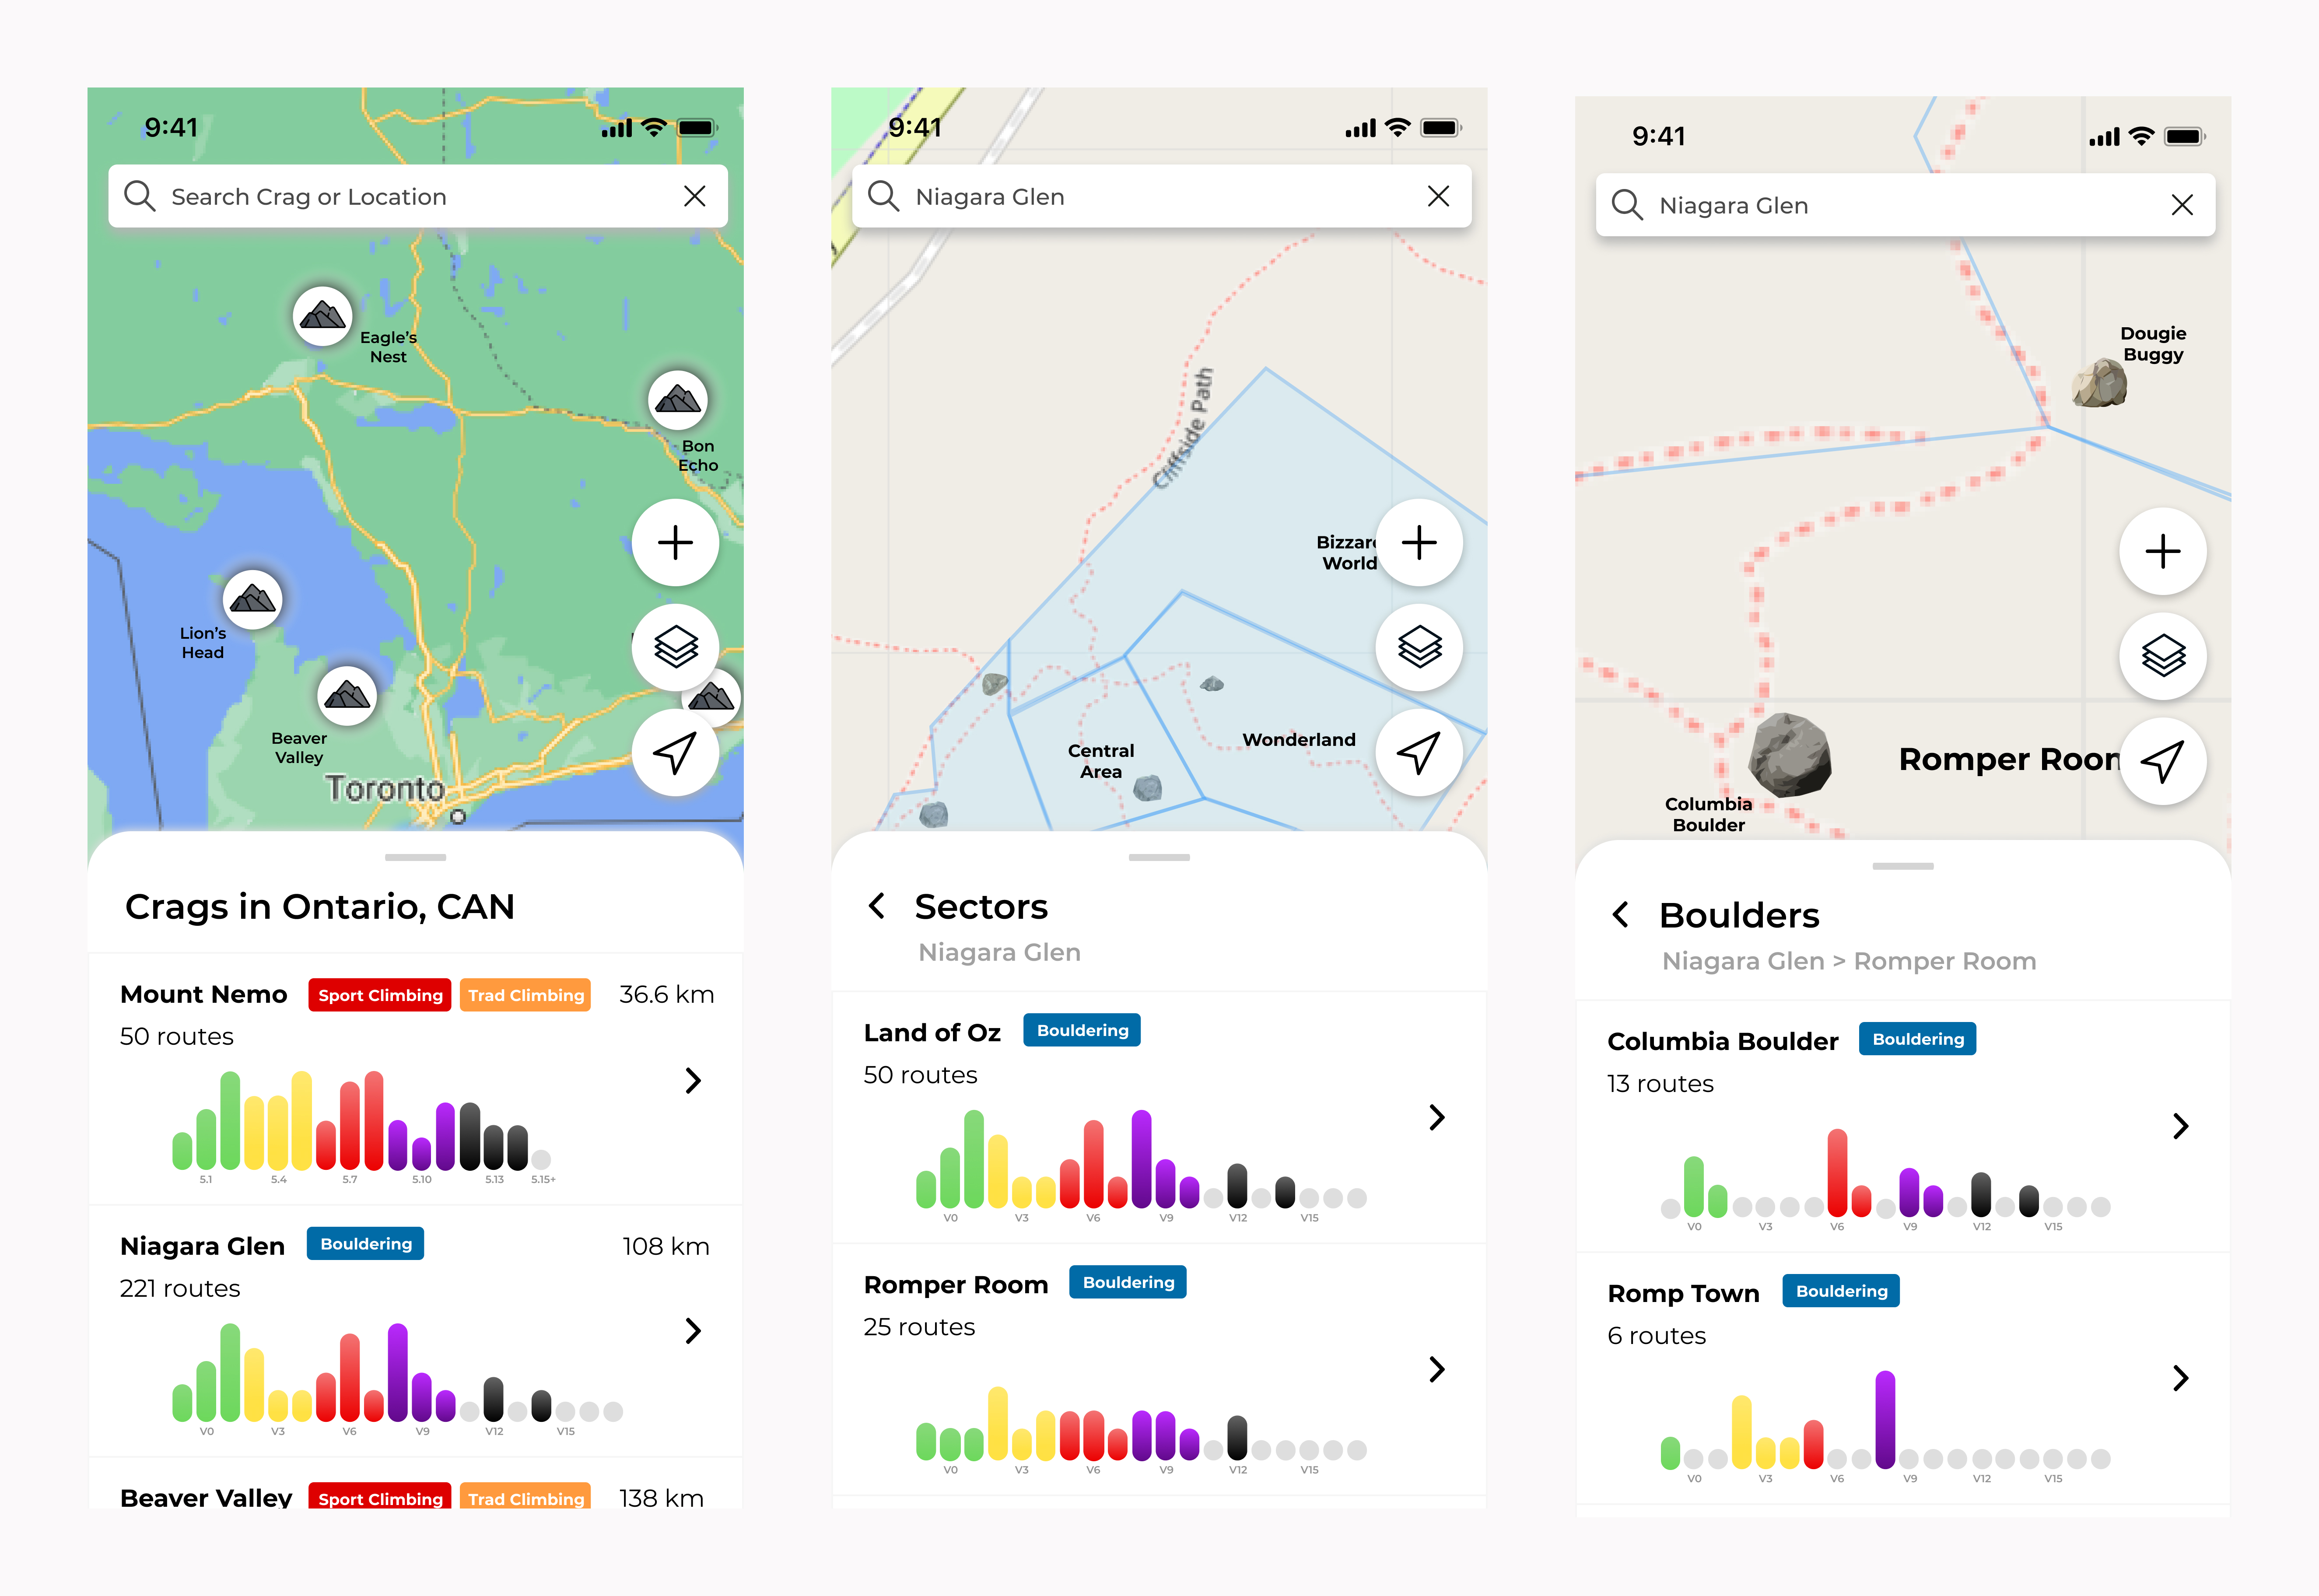 9:41
Search Crag or Location
Eagle's
Nest
Bon
Echo
Lion's
Head
Beaver
Valley
Toronto
Crags in Ontario, CAN
Mount Nemo
Sport Climbing
Trad Climbing
36.6 km
50 routes
5.1 5.4 5.7 5.10 5.13 5.15+
Niagara Glen
Bouldering
108 km
221 routes
V0 V3 V6 V9 V12 V15
Beaver Valley
Sport Climbing
Trad Climbing
138 km
9:41
Niagara Glen
Cliffside Path
World
Central
Area
Wonderland
Sectors
Niagara Glen
Land of Oz
Bouldering
50 routes
V0 V3 V6 V9 V12 V15
Romper Room
Bouldering
25 routes
V0 V3 V6 V9 V12 V15
9:41
Niagara Glen
Dougie
Buggy
Romper
Columbia
Boulder
Boulders
Niagara Glen > Romper Room
Columbia Boulder
Bouldering
13 routes
V0 V3 V6 V9 V12 V15
Romp Town
Bouldering
6 routes
V0 V3 V6 V9 V12 V15